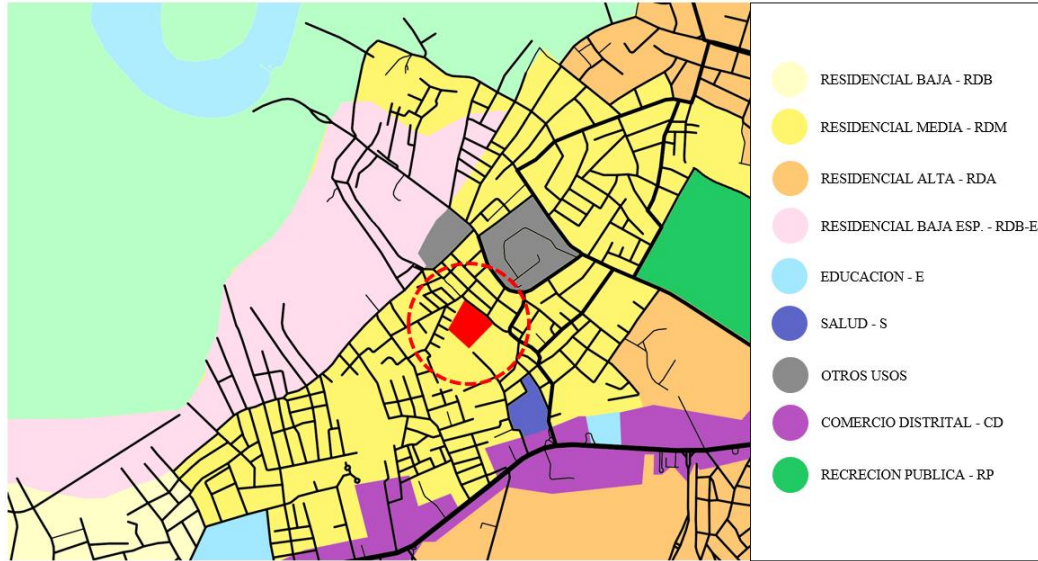 RESIDENCIAL BAJA - RDB
RESIDENCIAL MEDIA - RDM
RESIDENCIAL ALTA - RDA
RESIDENCIAL BAJA ESP. - RDB-E
EDUCACION - E
SALUD - S
OTROS USOS
COMERCIO DISTRITAL - CD
RECRECION PUBLICA - RP